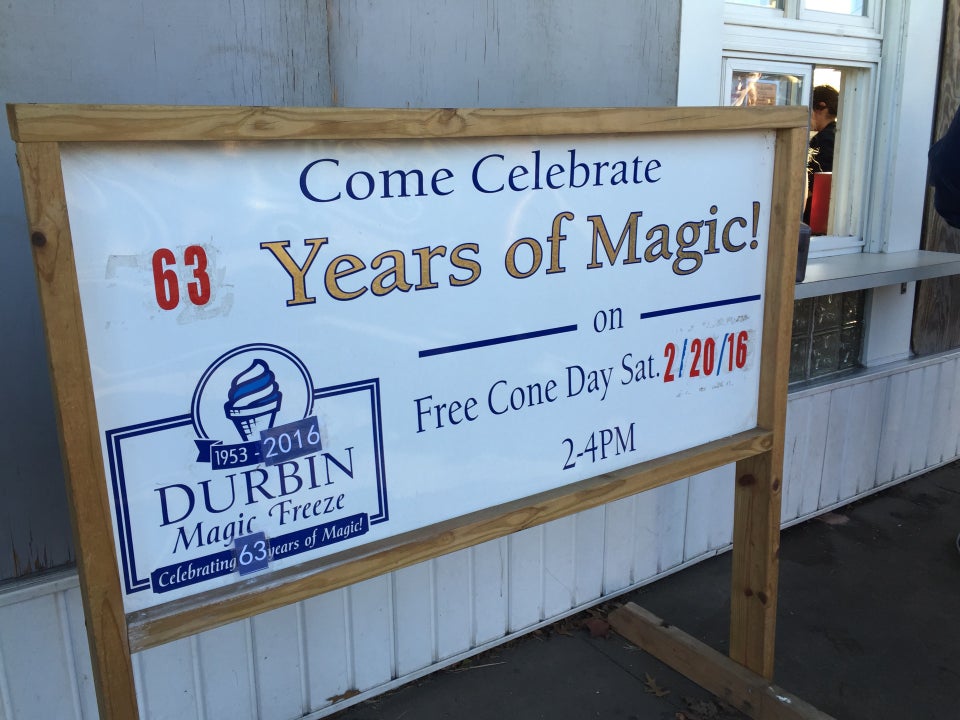 Come Celebrate
63 Years of Magic!
on
Free Cone Day Sat. 2/20/16
2-4PM
1953 - 2016
DURBIN
Magic Freeze
Celebrating 63 years of Magic!